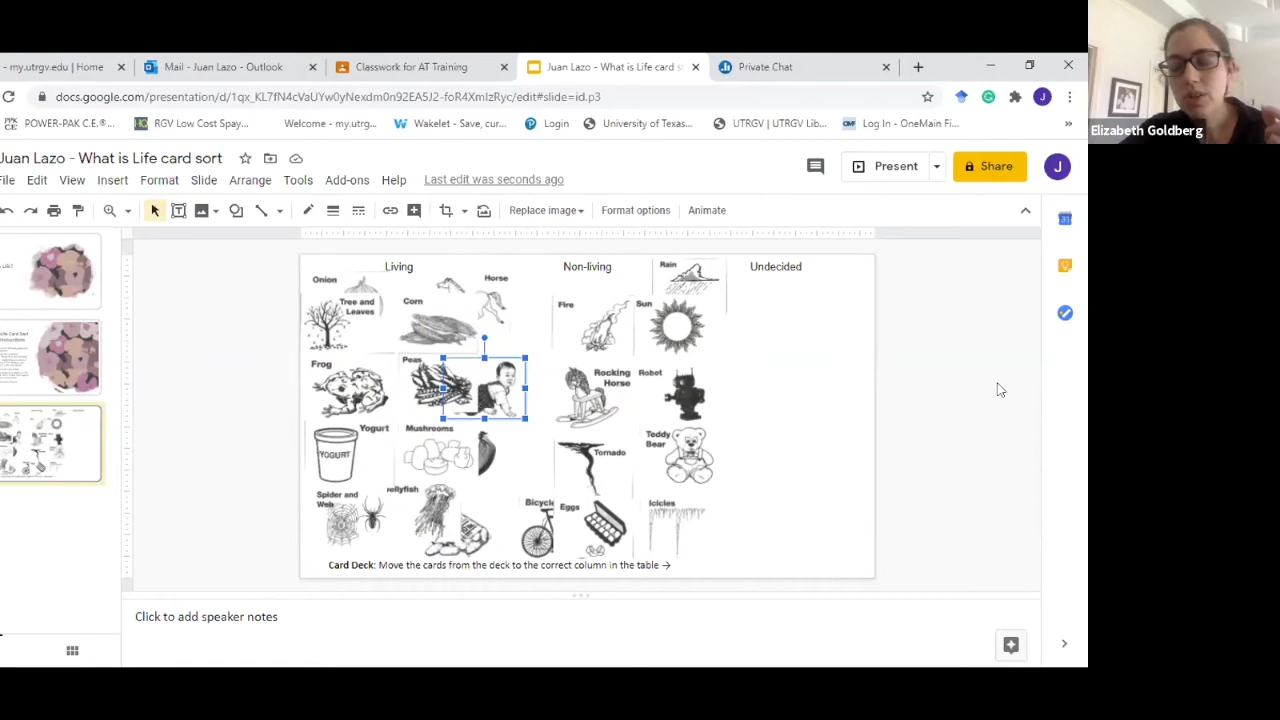 - my.utrgv.edu | Home
Mail - Juan Lazo - Outlook
Classwork for AT Training
Juan Lazo - What is Life card sr
Private Chat
docs.google.com/presentation/d/1qx_KL7fN4cVaUYw0yNexdm0n92EA5J2-foR4XmlzRyc/edit#slide=id.p3
POWER-PAK C.E.®...
RGV Low Cost Spay...
Welcome - my.utrg...
Wakelet - Save, cur...
Login
University of Texas...
UTRGV | UTRGV Lib...
Log In - OneMain Fi...
Elizabeth Goldberg
Juan Lazo - What is Life card sort
Present
Share
J
File Edit View Insert Format Slide Arrange Tools Add-ons Help Last edit was seconds ago
Replace image
Format options
Animate
Living
Non-living
Undecided
Rain
Onion
Horse
Tree and
Leaves
Corn
Fire
Sun
Frog
Peas
Rocking
Horse
Robot
Yogurt
YOGURT
Mushrooms
Tornado
Teddy
Bear
Spider and
Web
Jellyfish
Bicycle
Eggs
Icicles
Card Deck: Move the cards from the deck to the correct column in the table →
Click to add speaker notes